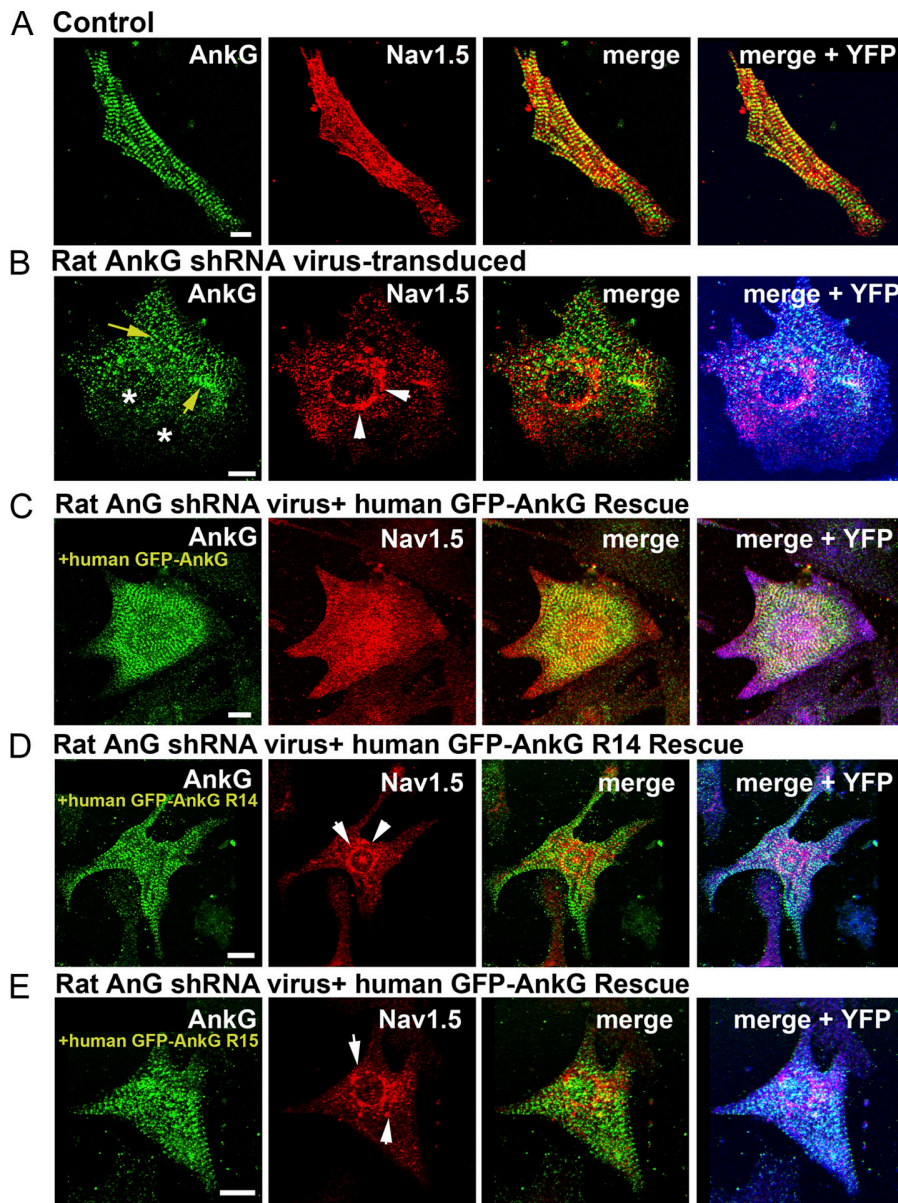 A Control
AnkG Nav1.5 merge merge + YFP
B Rat AnkG shRNA virus-transduced
AnkG Nav1.5 merge merge + YFP
* *
C Rat AnG shRNA virus+ human GFP-AnkG Rescue
AnkG Nav1.5 merge merge + YFP
+human GFP-AnkG
D Rat AnG shRNA virus+ human GFP-AnkG R14 Rescue
AnkG Nav1.5 merge merge + YFP
+human GFP-AnkG R14
E Rat AnG shRNA virus+ human GFP-AnkG Rescue
AnkG Nav1.5 merge merge + YFP
+human GFP-AnkG R15